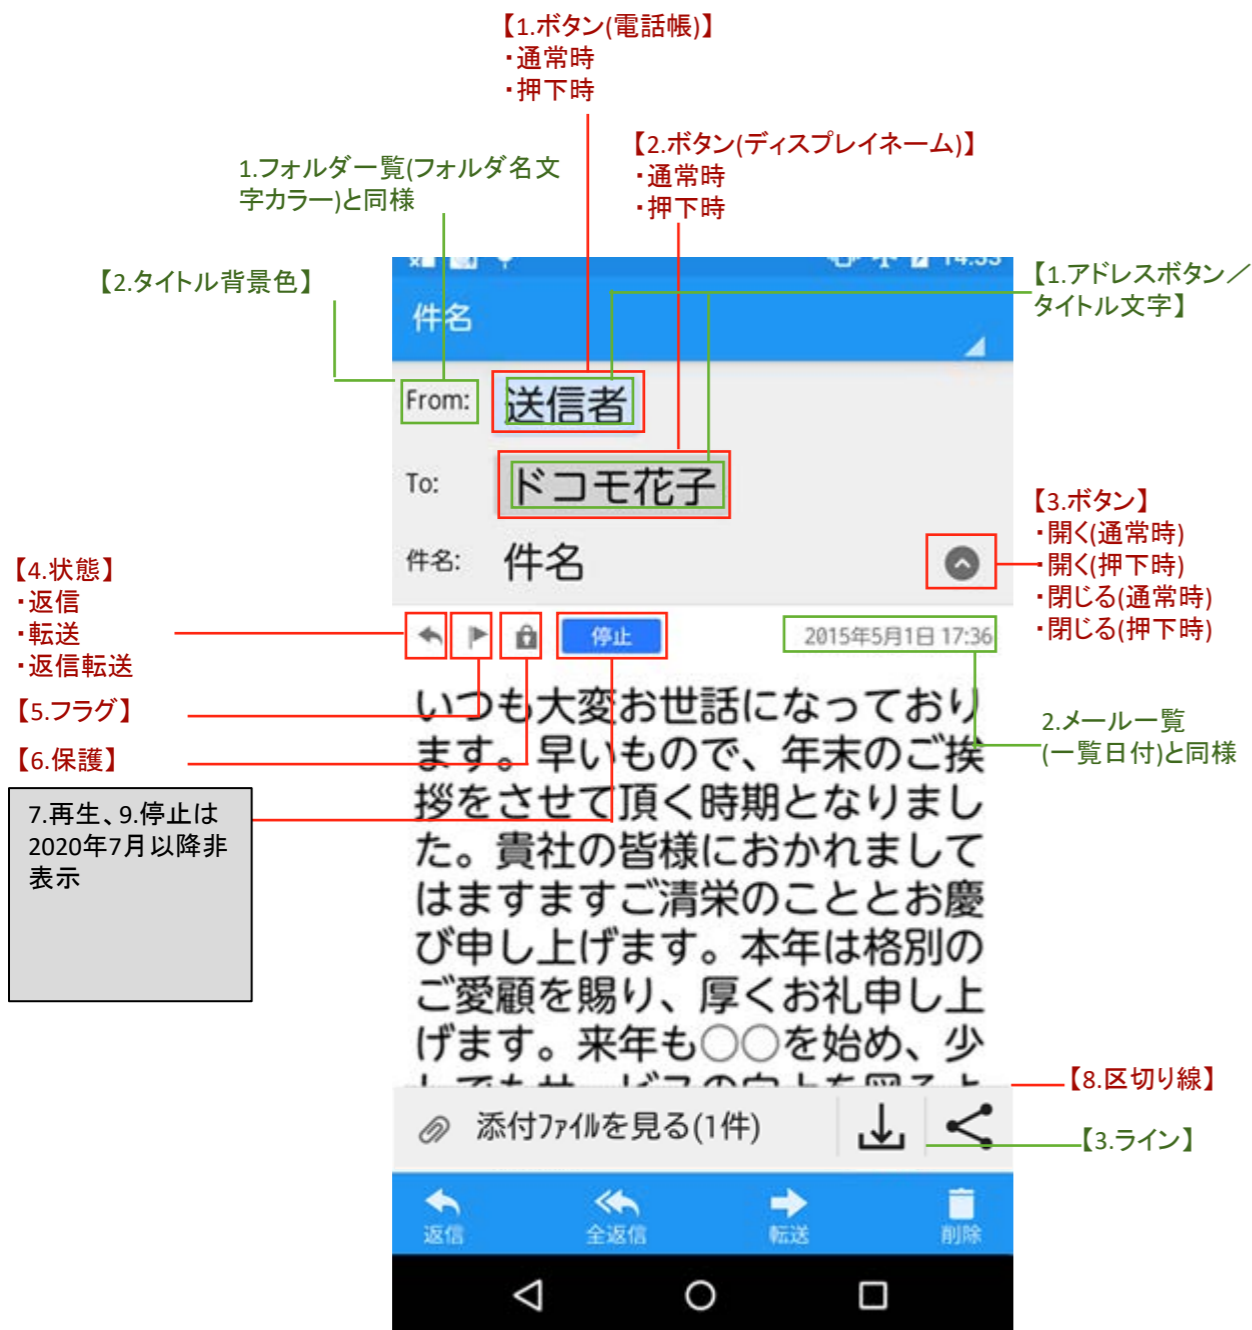 【1.ボタン(電話帳)】
・通常時
・押下時
【2.ボタン(ディスプレイネーム)】
・通常時
・押下時
1.フォルダ一覧(フォルダ名文
字カラー)と同様
【2.タイトル背景色】
【1.アドレスボタン／
タイトル文字】
件名
From:
送信者
To:
ドコモ花子
件名:
件名
【3.ボタン】
・開く(通常時)
・開く(押下時)
・閉じる(通常時)
・閉じる(押下時)
【4.状態】
・返信
・転送
・返信転送
停止
2015年5月1日 17:36
【5.フラグ】
【6.保護】
2.メール一覧
(一覧日付)と同様
7.再生、9.停止は
2020年7月以降非
表示
いつも大変お世話になっており
ます。早いもので、年末のご挨
拶をさせて頂く時期となりまし
た。貴社の皆様におかれまして
はますますご清栄のこととお慶
び申し上げます。本年は格別の
ご愛顧を賜り、厚くお礼申し上
げます。来年も〇〇を始め、少
【8.区切り線】
添付ﾌｧｲﾙを見る(1件)
【3.ライン】
返信
全返信
転送
削除